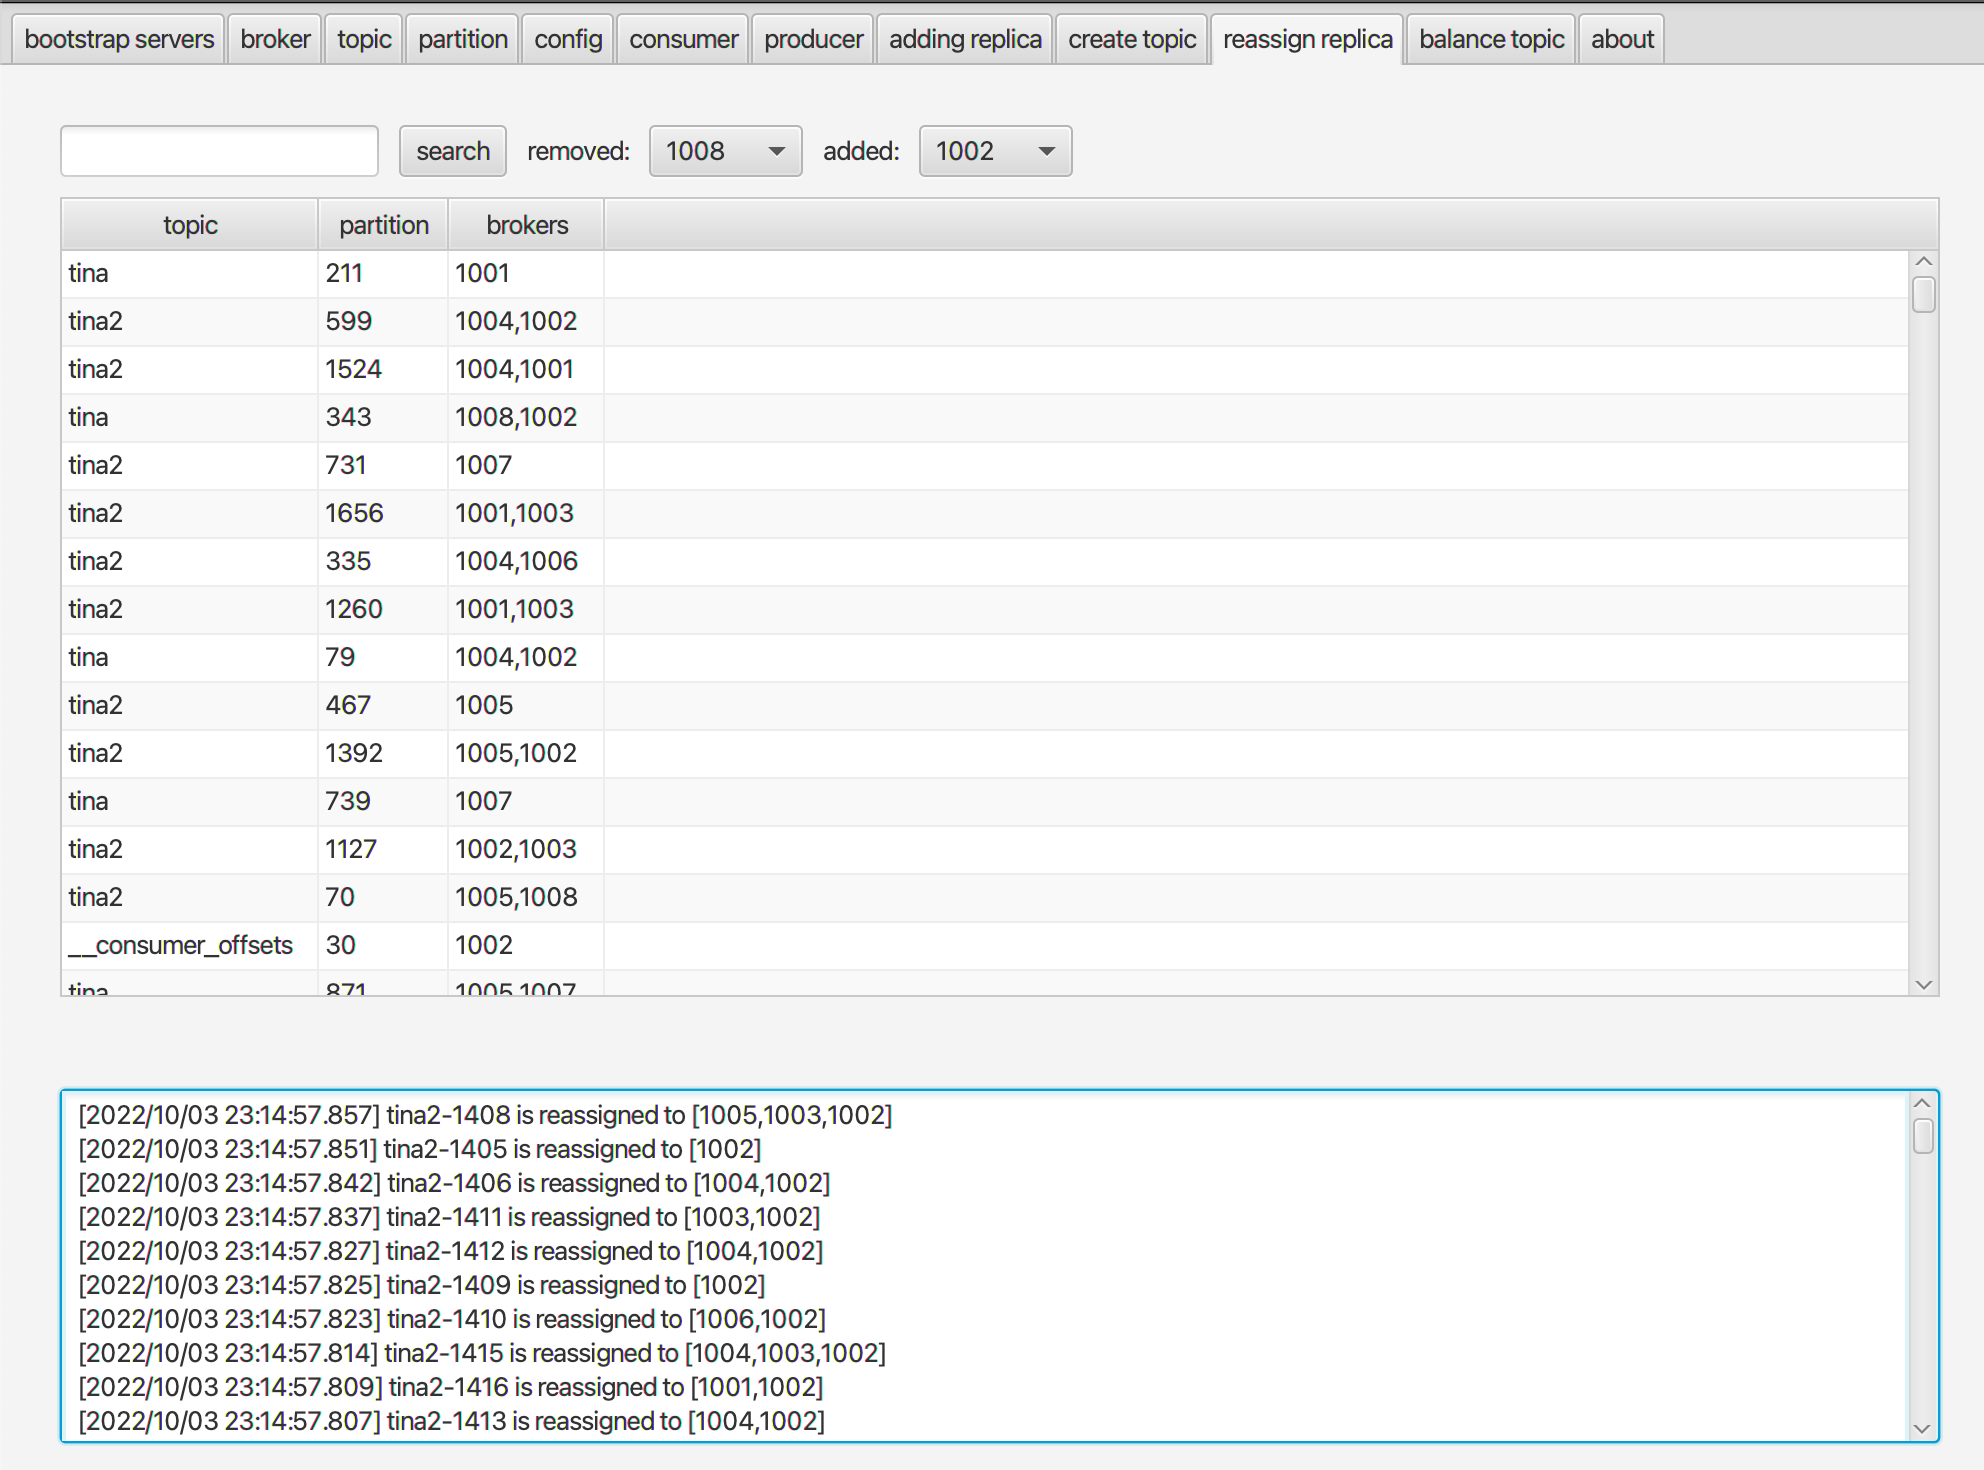 bootstrap servers broker topic partition config consumer producer adding replica create topic reassign replica balance topic about
search removed: 1008 added: 1002
topic partition brokers
tina 211 1001
tina2 599 1004,1002
tina2 1524 1004,1001
tina 343 1008,1002
tina2 731 1007
tina2 1656 1001,1003
tina2 335 1004,1006
tina2 1260 1001,1003
tina 79 1004,1002
tina2 467 1005
tina2 1392 1005,1002
tina 739 1007
tina2 1127 1002,1003
tina2 70 1005,1008
__consumer_offsets 30 1002
tina 871 1005,1007
[2022/10/03 23:14:57.857] tina2-1408 is reassigned to [1005,1003,1002]
[2022/10/03 23:14:57.851] tina2-1405 is reassigned to [1002]
[2022/10/03 23:14:57.842] tina2-1406 is reassigned to [1004,1002]
[2022/10/03 23:14:57.837] tina2-1411 is reassigned to [1003,1002]
[2022/10/03 23:14:57.827] tina2-1412 is reassigned to [1004,1002]
[2022/10/03 23:14:57.825] tina2-1409 is reassigned to [1002]
[2022/10/03 23:14:57.823] tina2-1410 is reassigned to [1006,1002]
[2022/10/03 23:14:57.814] tina2-1415 is reassigned to [1004,1003,1002]
[2022/10/03 23:14:57.809] tina2-1416 is reassigned to [1001,1002]
[2022/10/03 23:14:57.807] tina2-1413 is reassigned to [1004,1002]